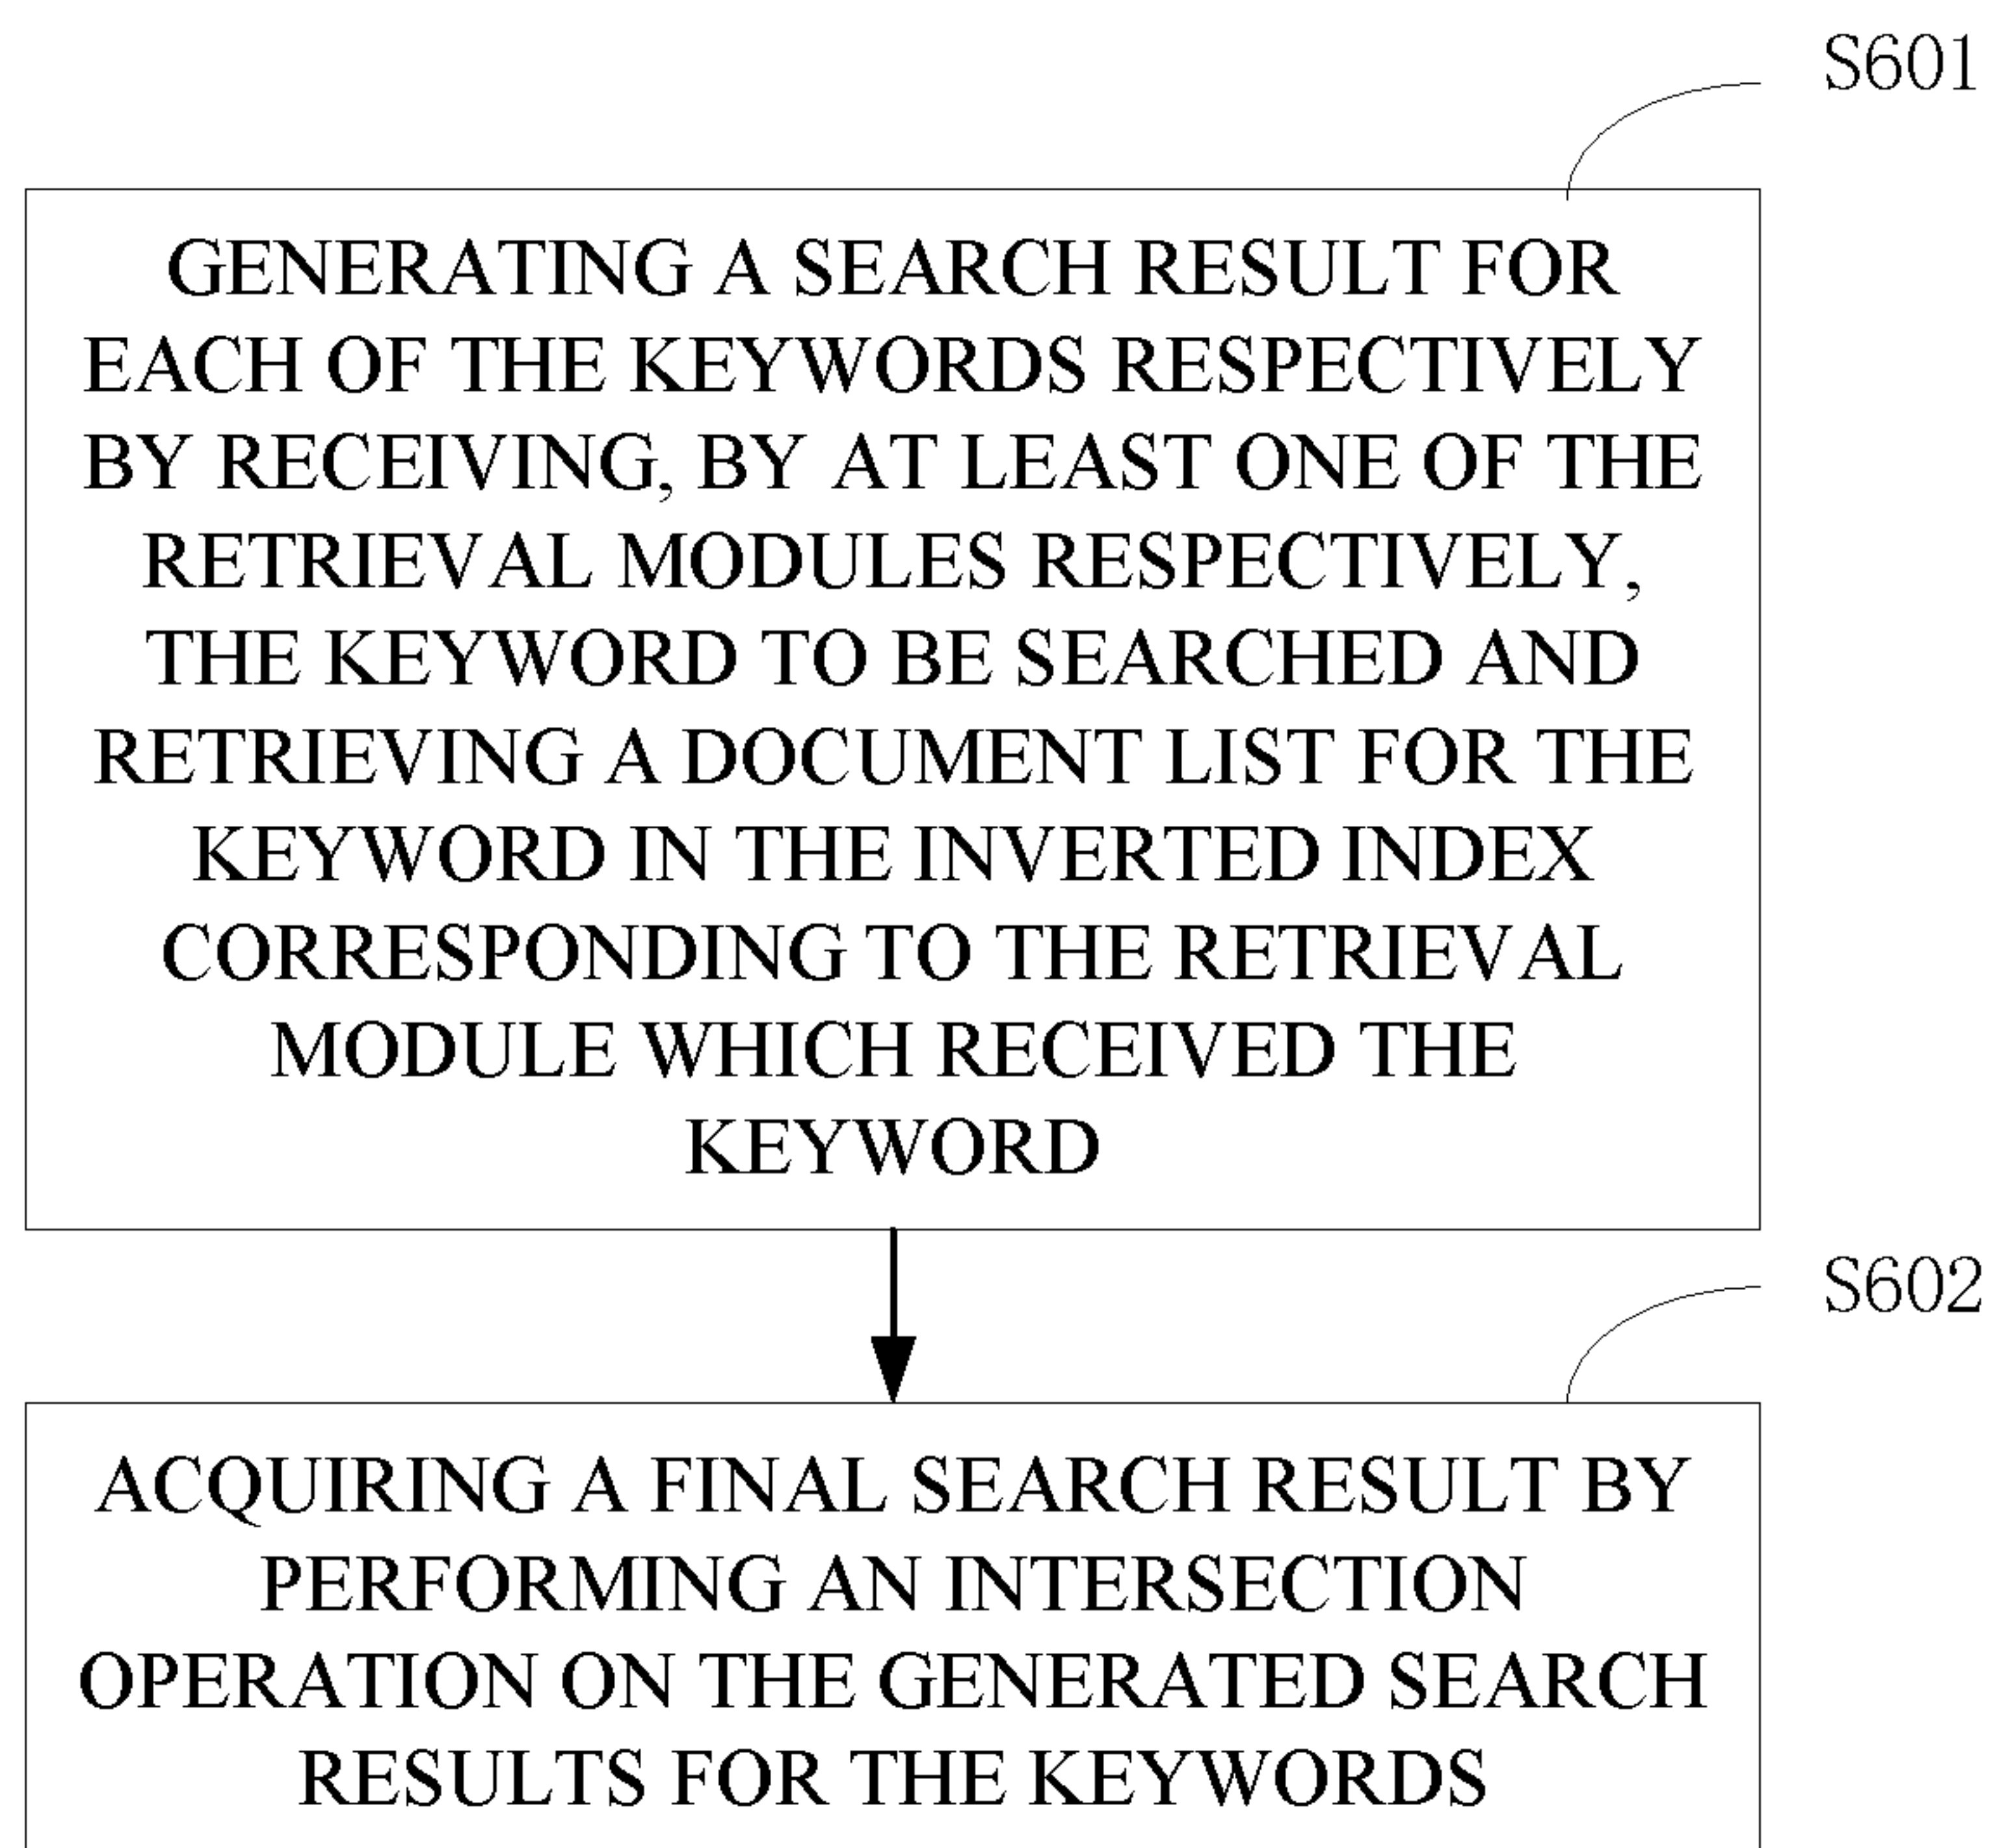 S601
GENERATING A SEARCH RESULT FOR
EACH OF THE KEYWORDS RESPECTIVELY
BY RECEIVING, BY AT LEAST ONE OF THE
RETRIEVAL MODULES RESPECTIVELY,
THE KEYWORD TO BE SEARCHED AND
RETRIEVING A DOCUMENT LIST FOR THE
KEYWORD IN THE INVERTED INDEX
CORRESPONDING TO THE RETRIEVAL
MODULE WHICH RECEIVED THE
KEYWORD
S602
ACQUIRING A FINAL SEARCH RESULT BY
PERFORMING AN INTERSECTION
OPERATION ON THE GENERATED SEARCH
RESULTS FOR THE KEYWORDS